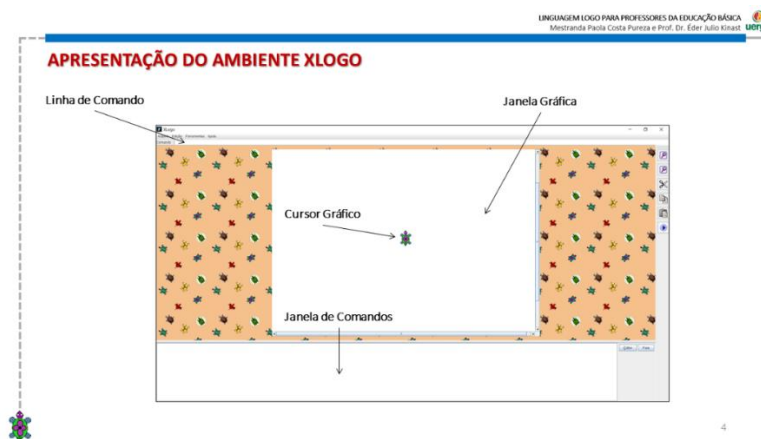 LINGUAGEM LOGO PARA PROFESSORES DA EDUCAÇÃO BÁSICA
Mestranda Paola Costa Pureza e Prof. Dr. Éder Julio Kinast
APRESENTAÇÃO DO AMBIENTE XLOGO
Linha de Comando
Janela Gráfica
Cursor Gráfico
Janela de Comandos
4